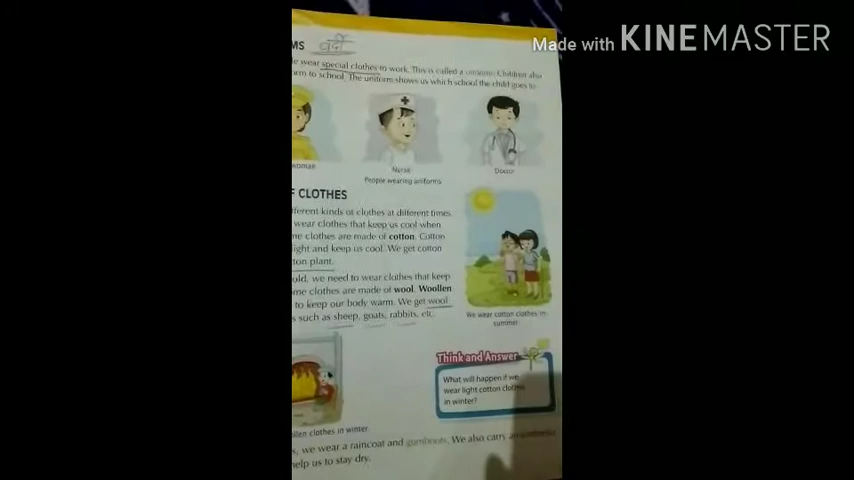 Made with KINEMASTER
MS वर्दी
le wear special clothes to work. This is called a uniform. Children also
orm to school. The uniform shows us which school the child goes to.
woman
Nurse
Doctor
People wearing uniforms
F CLOTHES
fferent kinds of clothes at different times.
wear clothes that keep us cool when
me clothes are made of cotton. Cotton
light and keep us cool. We get cotton
ton plant.
old, we need to wear clothes that keep
me clothes are made of wool. Woollen
to keep our body warm. We get wool
s such as sheep, goats, rabbits, etc.
We wear cotton clothes in
summer
Think and Answer
What will happen if we
wear light cotton clothes
in winter?
llen clothes in winter
s, we wear a raincoat and gumboots. We also carry an umbrella
help us to stay dry.